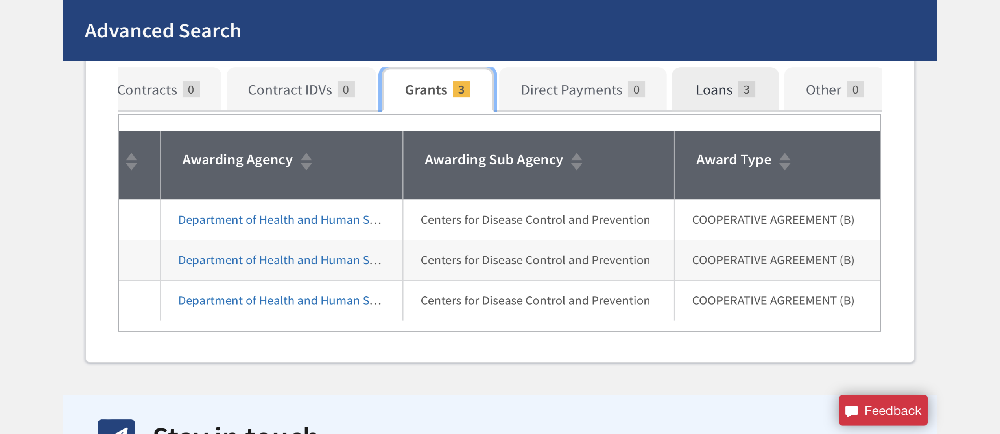 Advanced Search
Contracts 0 Contract IDVs 0 Grants 3 Direct Payments 0 Loans 3 Other 0
Awarding Agency Awarding Sub Agency Award Type
Department of Health and Human S... Centers for Disease Control and Prevention COOPERATIVE AGREEMENT (B)
Department of Health and Human S... Centers for Disease Control and Prevention COOPERATIVE AGREEMENT (B)
Department of Health and Human S... Centers for Disease Control and Prevention COOPERATIVE AGREEMENT (B)
Feedback
Stay in touch